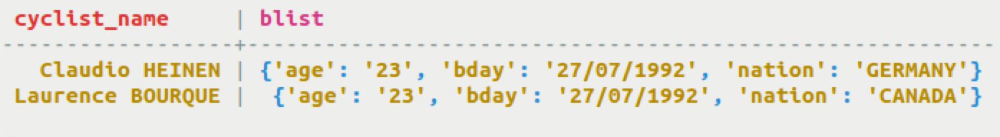 cyclist_name | blist
------------------+----------------------------------------------------------
Claudio HEINEN | {'age': '23', 'bday': '27/07/1992', 'nation': 'GERMANY'}
Laurence BOURQUE | {'age': '23', 'bday': '27/07/1992', 'nation': 'CANADA'}